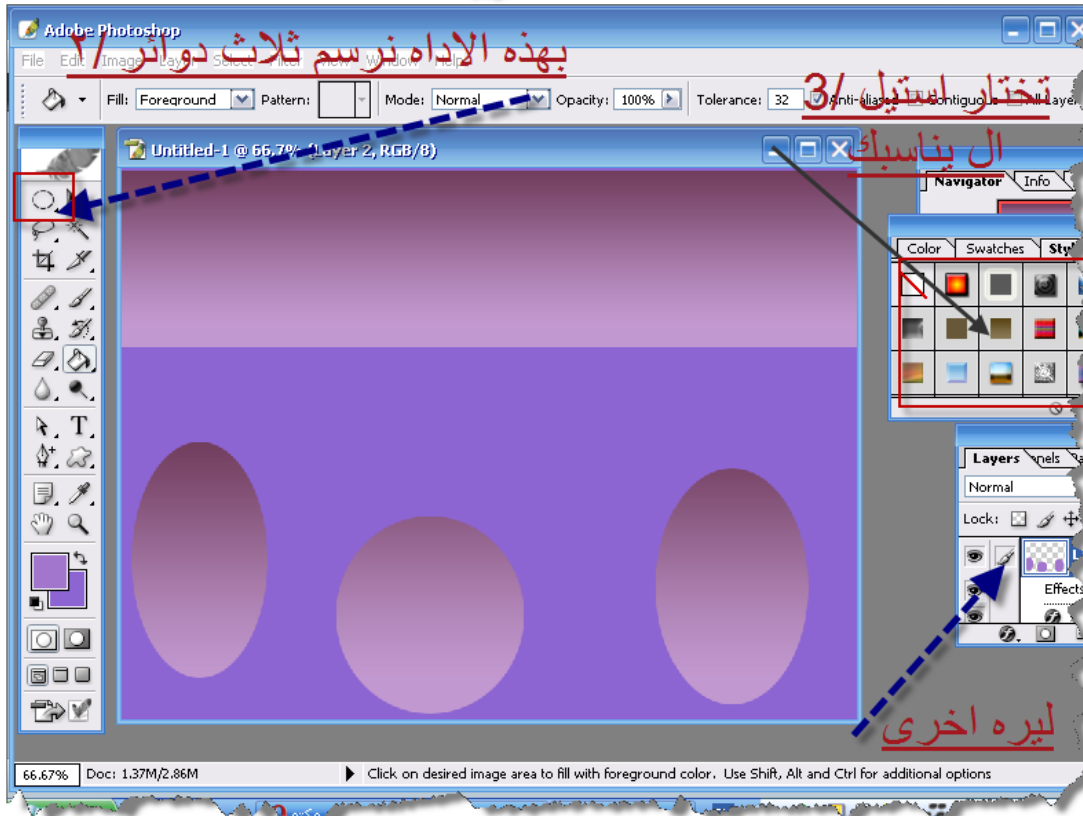 Adobe Photoshop
٢/ بهذه الاداه نرسم ثلاث دوائر
File Edit Image Layer Select Filter View Window Help
3/ تختار استيل
ال يناسبك
Fill: Foreground Pattern: Mode: Normal Opacity: 100% Tolerance: 32 Anti-aliased Contiguous All Layer
Untitled-1 @ 66,7% (Layer 2, RGB/8)
Navigator Info
Color Swatches
T
Layers
Normal
Lock:
Effects
ليره اخرى
66.67% Doc: 1.37M/2.86M Click on desired image area to fill with foreground color. Use Shift, Alt and Ctrl for additional options